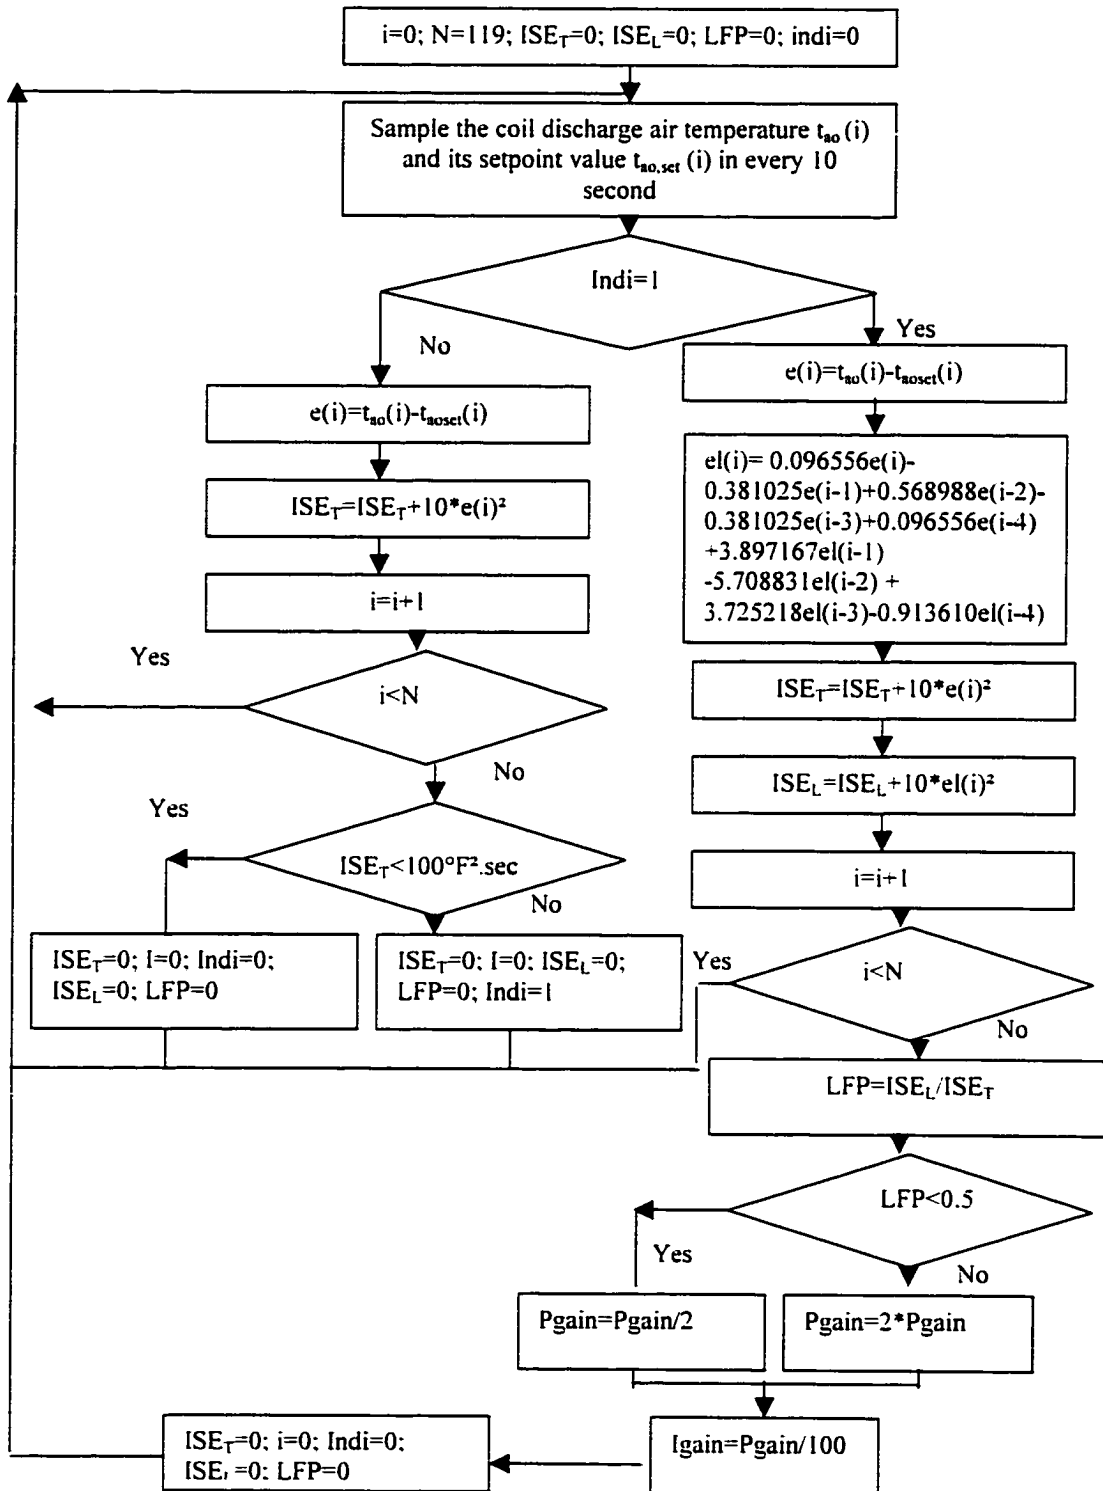 i=0; N=119; ISE_T=0; ISE_L=0; LFP=0; indi=0
Sample the coil discharge air temperature t_ao (i)
and its setpoint value t_ao,set (i) in every 10
second
Indi=1
No
Yes
e(i)=t_ao(i)-t_aoset(i)
ISE_T=ISE_T+10*e(i)²
i=i+1
Yes
i<N
No
Yes
ISE_T<100°F².sec
No
ISE_T=0; I=0; Indi=0;
ISE_L=0; LFP=0
ISE_T=0; I=0; ISE_L=0;
LFP=0; Indi=1
e(i)=t_ao(i)-t_aoset(i)
el(i)= 0.096556e(i)-
0.381025e(i-1)+0.568988e(i-2)-
0.381025e(i-3)+0.096556e(i-4)
+3.897167el(i-1)
-5.708831el(i-2) +
3.725218el(i-3)-0.913610el(i-4)
ISE_T=ISE_T+10*e(i)²
ISE_L=ISE_L+10*el(i)²
i=i+1
Yes
i<N
No
LFP=ISE_L/ISE_T
LFP<0.5
Yes
No
Pgain=Pgain/2
Pgain=2*Pgain
Igain=Pgain/100
ISE_T=0; i=0; Indi=0;
ISE_L=0; LFP=0